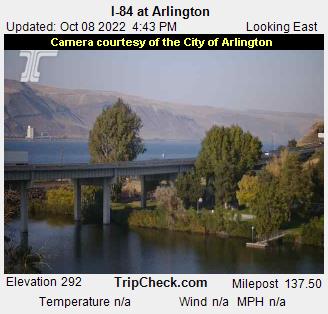 I-84 at Arlington
Updated: Oct 08 2022 4:43 PM Looking East
Camera courtesy of the City of Arlington
Elevation 292 TripCheck.com Milepost 137.50
Temperature n/a Wind n/a MPH n/a